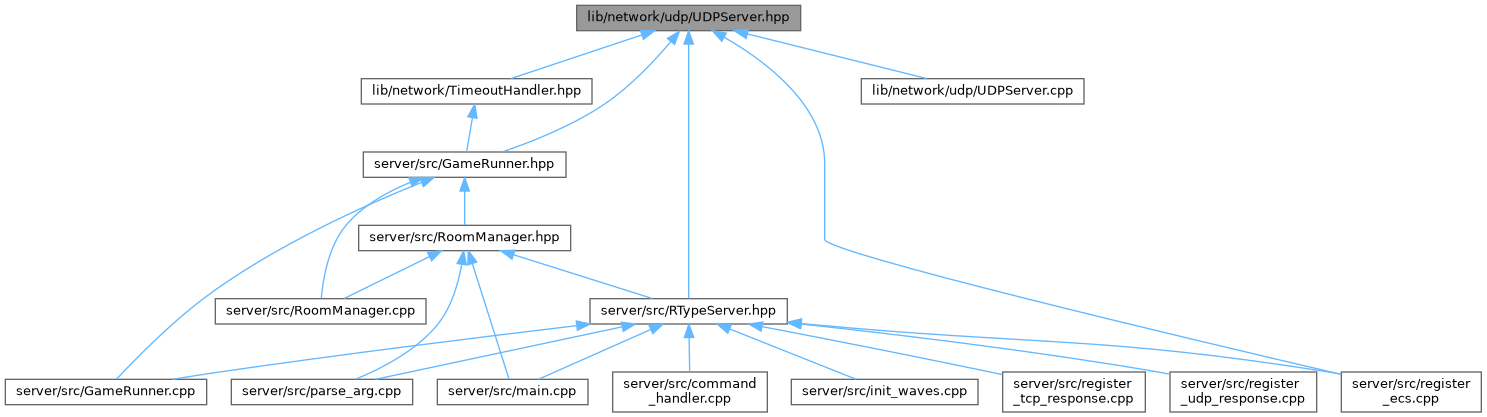 lib/network/udp/UDPServer.hpp
lib/network/TimeoutHandler.hpp
lib/network/udp/UDPServer.cpp
server/src/GameRunner.hpp
server/src/RoomManager.hpp
server/src/RoomManager.cpp
server/src/RTypeServer.hpp
server/src/GameRunner.cpp
server/src/parse_arg.cpp
server/src/main.cpp
server/src/command
_handler.cpp
server/src/init_waves.cpp
server/src/register
_tcp_response.cpp
server/src/register
_udp_response.cpp
server/src/register
_ecs.cpp